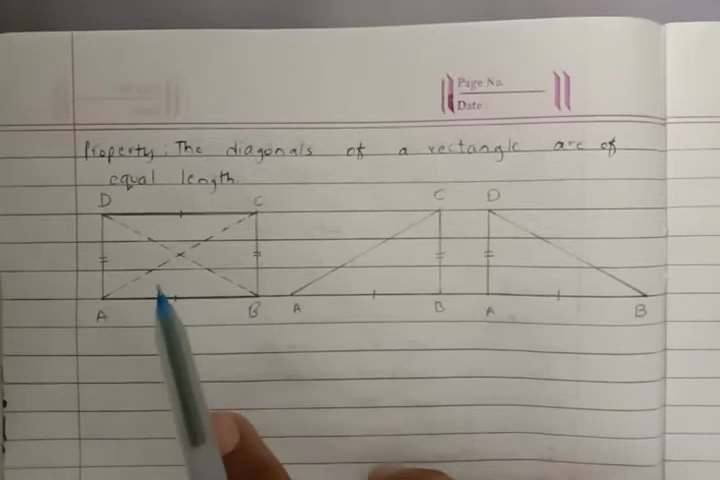 Page No.
Date
Property: The diagonals of a rectangle are of
equal length.
D C C D
A B A B A B